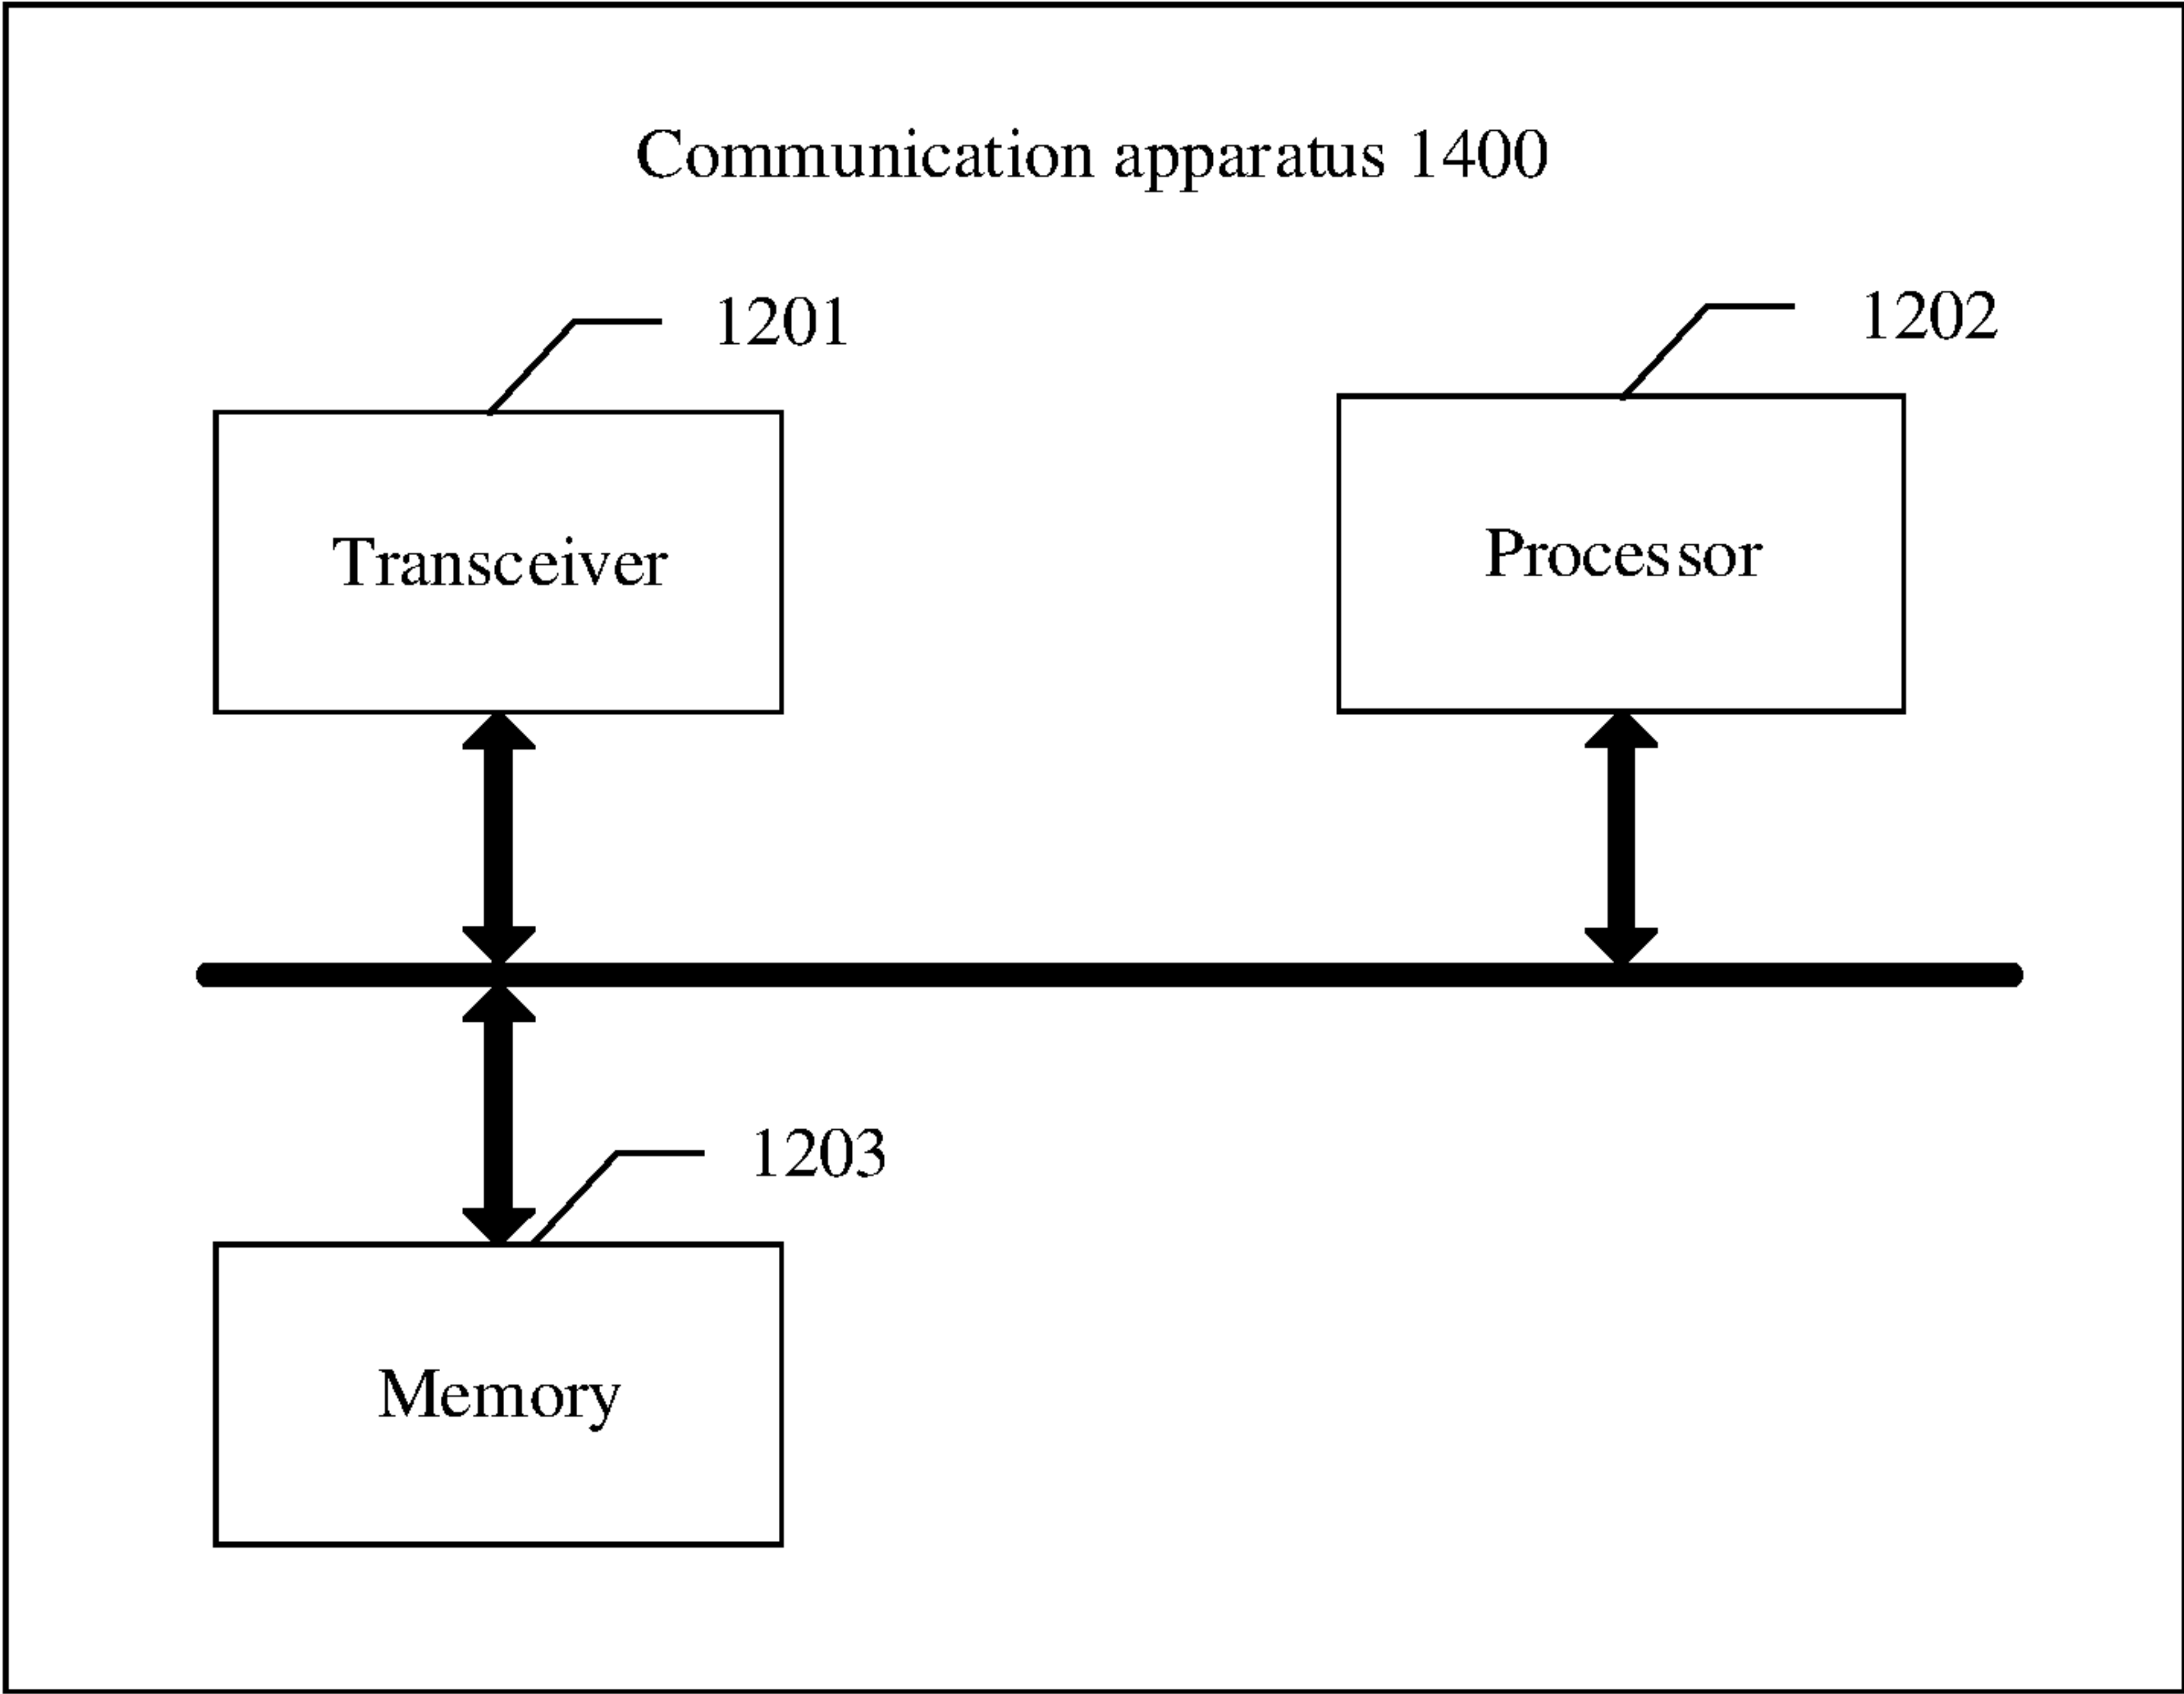 Communication apparatus 1400
1201
1202
Transceiver
Processor
1203
Memory